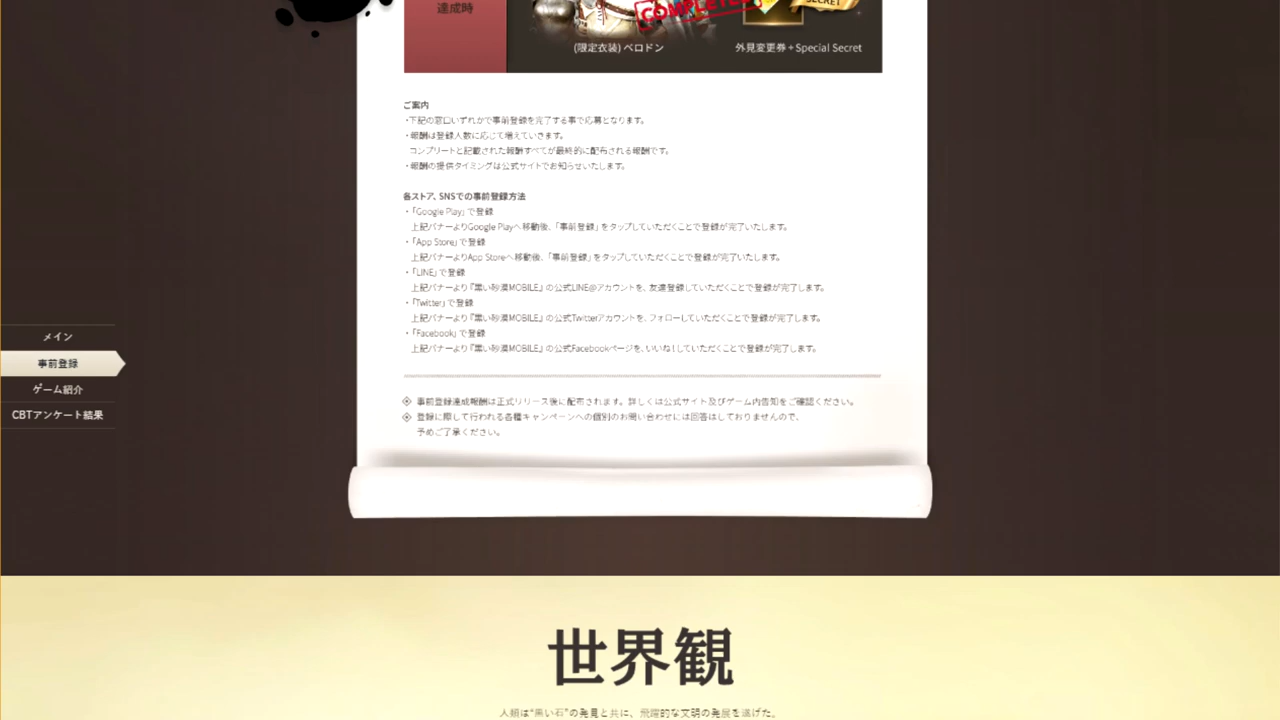 達成時
COMPLETED
SECRET
(限定衣装) ベロドン
外見変更券+Special Secret
ご案内
・下記の窓口いずれかで事前登録を完了する事で応募となります。
・報酬は登録人数に応じて増えていきます。
コンプリートと記載された報酬すべてが最終的に配布される報酬です。
・報酬の提供タイミングは公式サイトでお知らせいたします。
各ストア、SNSでの事前登録方法
・「Google Play」で登録
上記バナーよりGoogle Playへ移動後、「事前登録」をタップしていただくことで登録が完了いたします。
・「App Store」で登録
上記バナーよりApp Storeへ移動後、「事前登録」をタップしていただくことで登録が完了いたします。
・「LINE」で登録
上記バナーより『黒い砂漠MOBILE』の公式LINE@アカウントを、友達登録していただくことで登録が完了します。
・「Twitter」で登録
上記バナーより『黒い砂漠MOBILE』の公式Twitterアカウントを、フォローしていただくことで登録が完了します。
・「Facebook」で登録
上記バナーより『黒い砂漠MOBILE』の公式Facebookページを、いいね!していただくことで登録が完了します。
事前登録達成報酬は正式リリース後に配布されます。詳しくは公式サイト及びゲーム内告知をご確認ください。
登録に際して行われる各種キャンペーンへの個別のお問い合わせには回答はしておりませんので、
予めご了承ください。
メイン
事前登録
ゲーム紹介
CBTアンケート結果
世界観
人類は“黒い石”の発見と共に、飛躍的な文明の発展を遂げた。